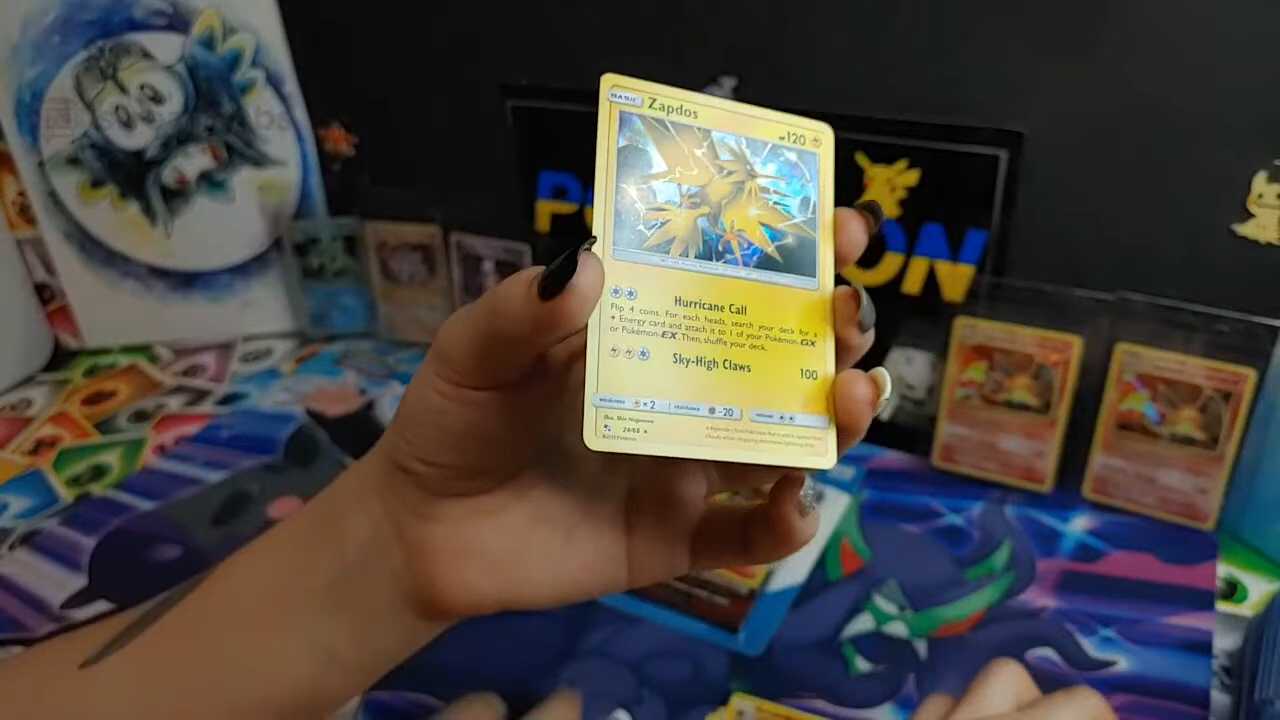 BASIC Zapdos HP120
Hurricane Call
Flip 4 coins. For each heads, search your deck for a
Energy card and attach it to 1 of your Pokémon-GX
or Pokémon-EX. Then, shuffle your deck.
Sky-High Claws 100
weakness ×2 resistance -20 retreat
24/68
ON